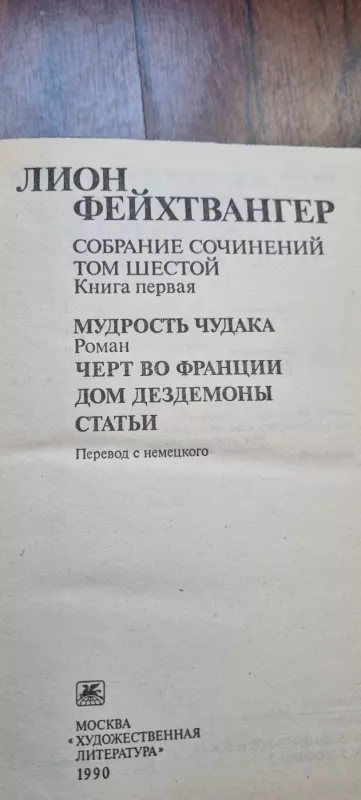 ЛИОН
ФЕЙХТВАНГЕР
СОБРАНИЕ СОЧИНЕНИЙ
ТОМ ШЕСТОЙ
Книга первая
МУДРОСТЬ ЧУДАКА
Роман
ЧЕРТ ВО ФРАНЦИИ
ДОМ ДЕЗДЕМОНЫ
СТАТЬИ
Перевод с немецкого
МОСКВА
«ХУДОЖЕСТВЕННАЯ
ЛИТЕРАТУРА»
1990